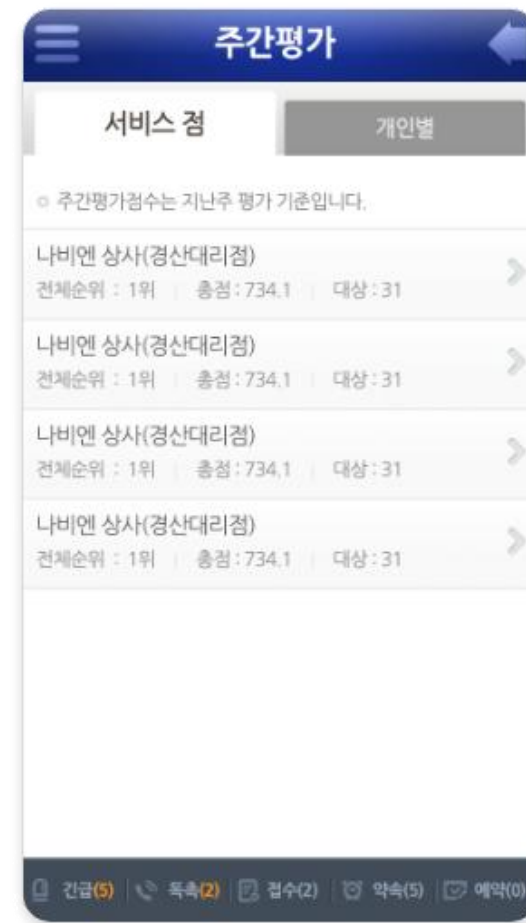 주간평가
서비스 점 개인별
주간평가점수는 지난주 평가 기준입니다.
나비엔 상사(경산대리점)
전체순위 : 1위 | 총점 : 734.1 | 대상 : 31
나비엔 상사(경산대리점)
전체순위 : 1위 | 총점 : 734.1 | 대상 : 31
나비엔 상사(경산대리점)
전체순위 : 1위 | 총점 : 734.1 | 대상 : 31
나비엔 상사(경산대리점)
전체순위 : 1위 | 총점 : 734.1 | 대상 : 31
긴급(5) 독촉(2) 접수(2) 약속(5) 예약(0)